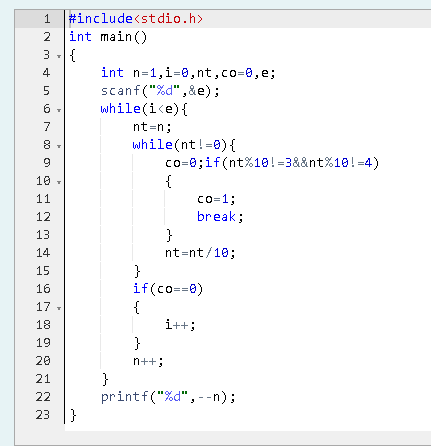 1 #include<stdio.h>
2 int main()
3 {
4 int n=1,i=0,nt,co=0,e;
5 scanf("%d",&e);
6 while(i<e){
7 nt=n;
8 while(nt!=0){
9 co=0;if(nt%10!=3&&nt%10!=4)
10 {
11 co=1;
12 break;
13 }
14 nt=nt/10;
15 }
16 if(co==0)
17 {
18 i++;
19 }
20 n++;
21 }
22 printf("%d",--n);
23 }